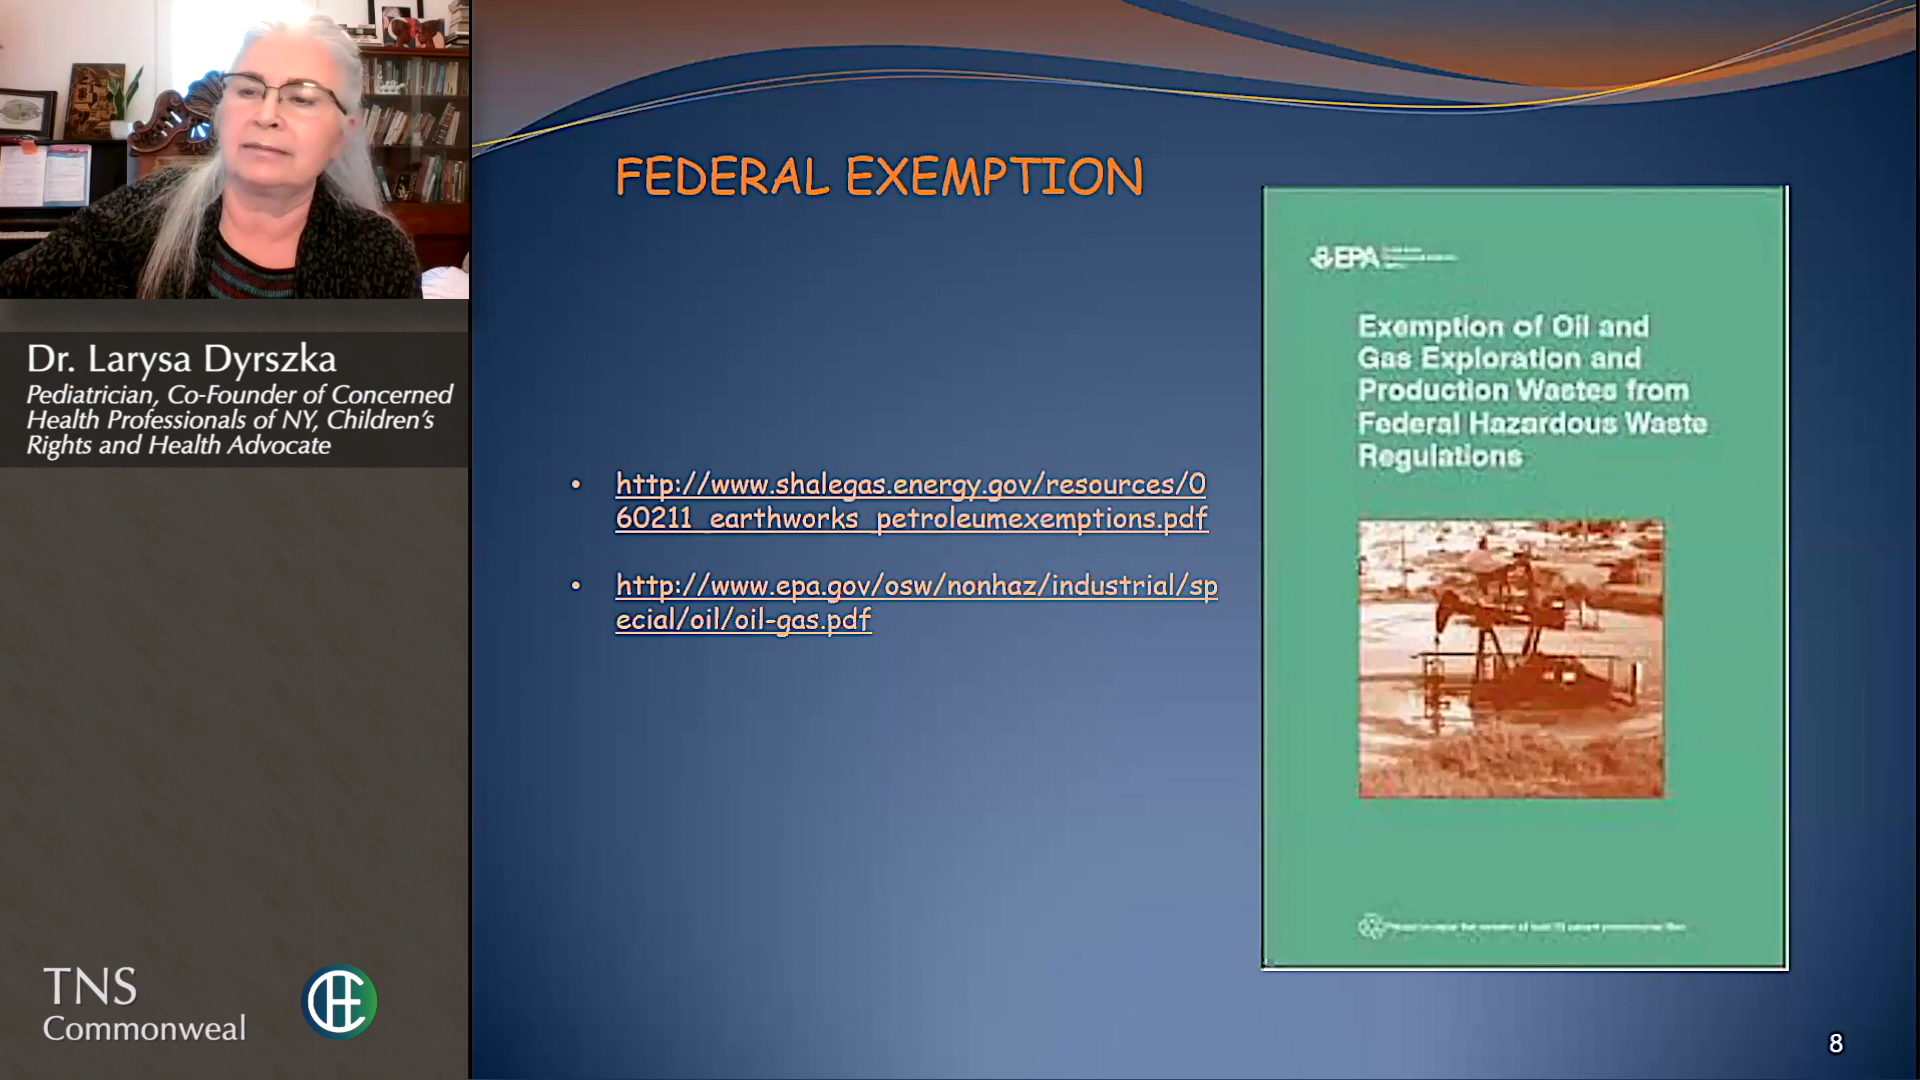 Dr. Larysa Dyrszka
Pediatrician, Co-Founder of Concerned
Health Professionals of NY, Children's
Rights and Health Advocate
TNS
Commonweal
CHE
FEDERAL EXEMPTION
• http://www.shalegas.energy.gov/resources/0
60211_earthworks_petroleumexemptions.pdf
• http://www.epa.gov/osw/nonhaz/industrial/sp
ecial/oil/oil-gas.pdf
EPA
Exemption of Oil and
Gas Exploration and
Production Wastes from
Federal Hazardous Waste
Regulations
8